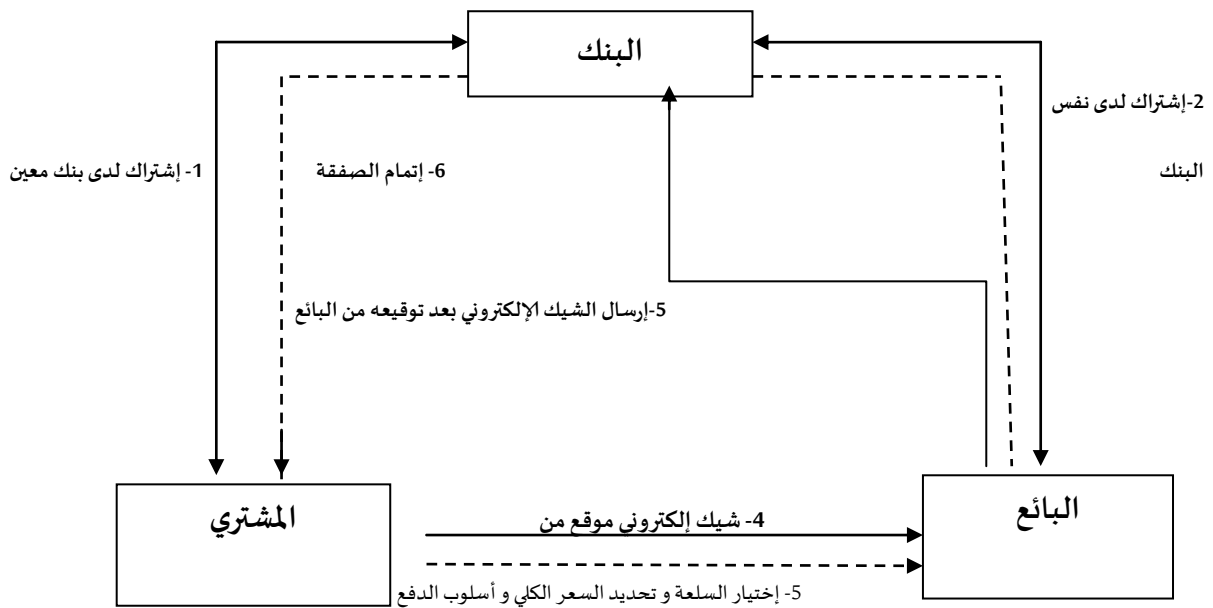 البنك
2-إشتراك لدى نفس
البنك
6- إتمام الصفقة
1- إشتراك لدى بنك معين
5-إرسال الشيك الإلكتروني بعد توقيعه من البائع
البائع
المشتري
4- شيك إلكتروني موقع من
5- إختيار السلعة و تحديد السعر الكلي و أسلوب الدفع